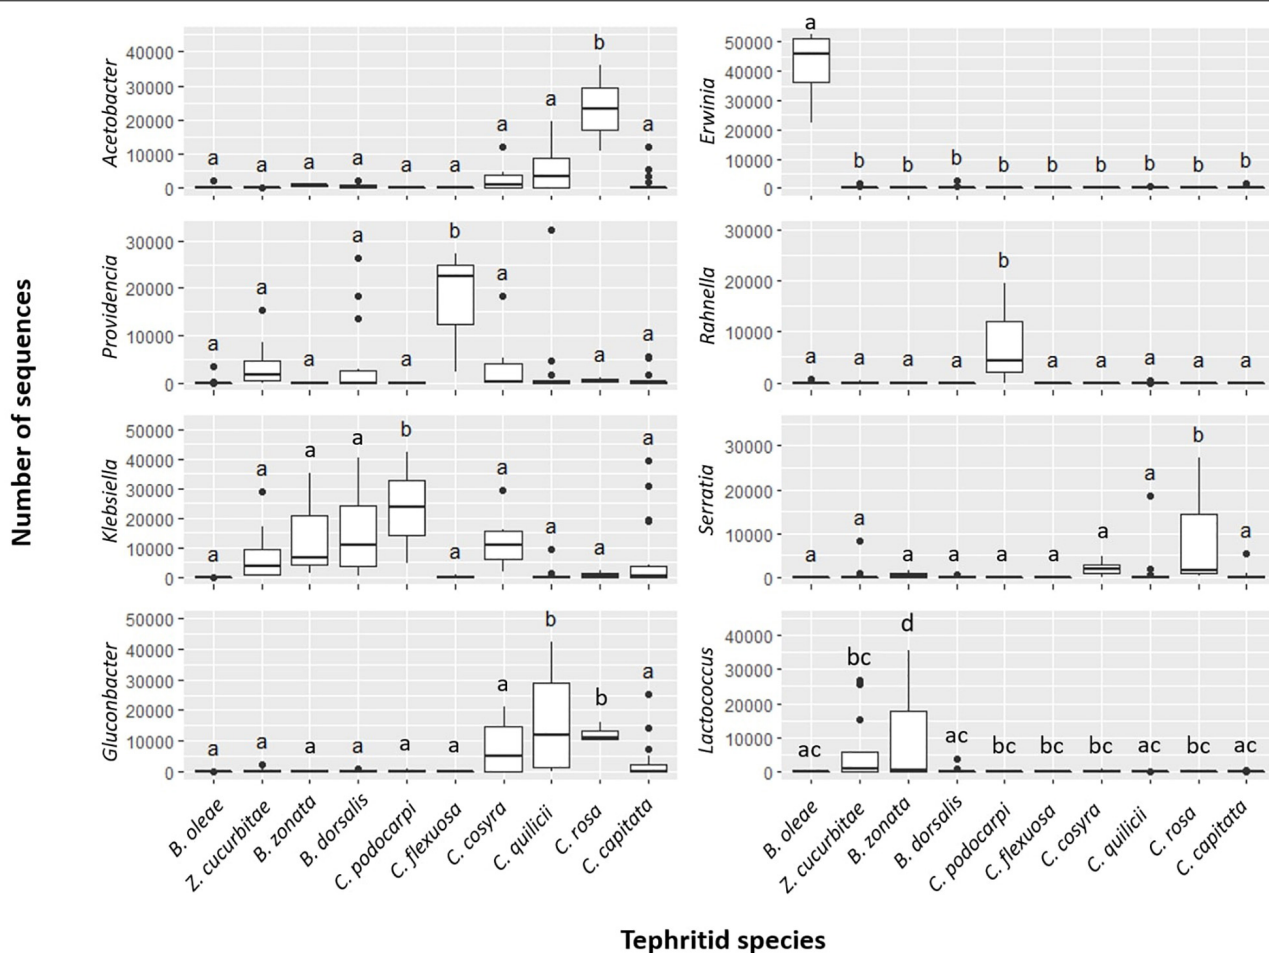 Number of sequences
Acetobacter
40000
30000
20000
10000
0
a a a a a a a a b a
Erwinia
50000
40000
30000
20000
10000
0
a b b b b b b b b b
Providencia
30000
20000
10000
0
a a a a a b a a a
Rahnella
30000
20000
10000
0
a a a a b a a a a a
Klebsiella
50000
40000
30000
20000
10000
0
a a a a b a a a a a
Serratia
30000
20000
10000
0
a a a a a a a a b a
Gluconbacter
50000
40000
30000
20000
10000
0
a a a a a a a b b a
Lactococcus
40000
30000
20000
10000
0
ac bc d ac bc bc bc ac bc ac
B. oleae
Z. cucurbitae
B. zonata
B. dorsalis
C. podocarpi
C. flexuosa
C. cosyra
C. quilicii
C. rosa
C. capitata
B. oleae
Z. cucurbitae
B. zonata
B. dorsalis
C. podocarpi
C. flexuosa
C. cosyra
C. quilicii
C. rosa
C. capitata
Tephritid species